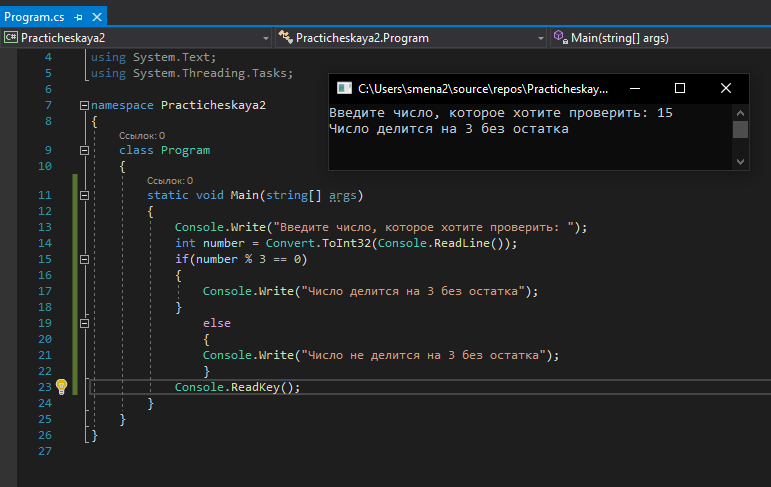 Program.cs
C# Practicheskaya2
Practicheskaya2.Program
Main(string[] args)
4 using System.Text;
5 using System.Threading.Tasks;
6
7 namespace Practicheskaya2
8 {
Ссылок: 0
9 class Program
10 {
Ссылок: 0
11 static void Main(string[] args)
12 {
13 Console.Write("Введите число, которое хотите проверить: ");
14 int number = Convert.ToInt32(Console.ReadLine());
15 if(number % 3 == 0)
16 {
17 Console.Write("Число делится на 3 без остатка");
18 }
19 else
20 {
21 Console.Write("Число не делится на 3 без остатка");
22 }
23 Console.ReadKey();
24 }
25 }
26 }
27
C:\Users\smena2\source\repos\Practicheskay...
Введите число, которое хотите проверить: 15
Число делится на 3 без остатка